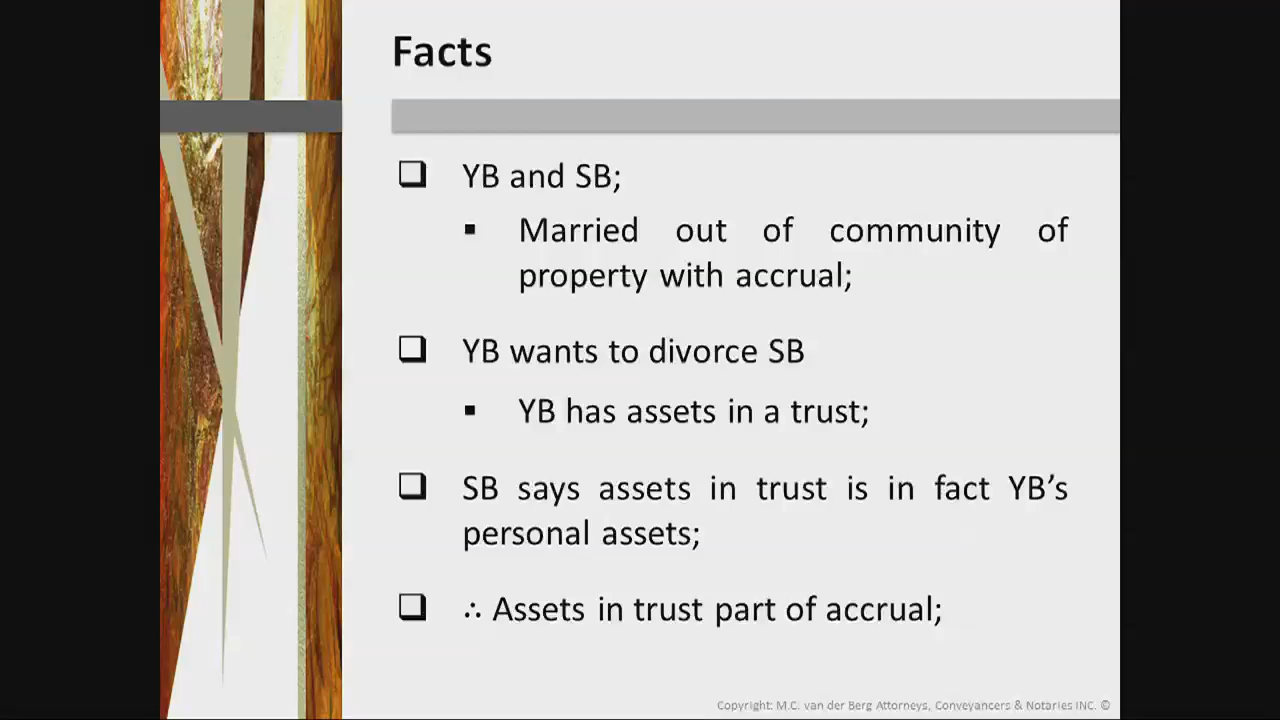 Facts
❑ YB and SB;
▪ Married out of community of
property with accrual;
❑ YB wants to divorce SB
▪ YB has assets in a trust;
❑ SB says assets in trust is in fact YB’s
personal assets;
❑ ∴ Assets in trust part of accrual;
Copyright: M.C. van der Berg Attorneys, Conveyancers & Notaries INC. ©